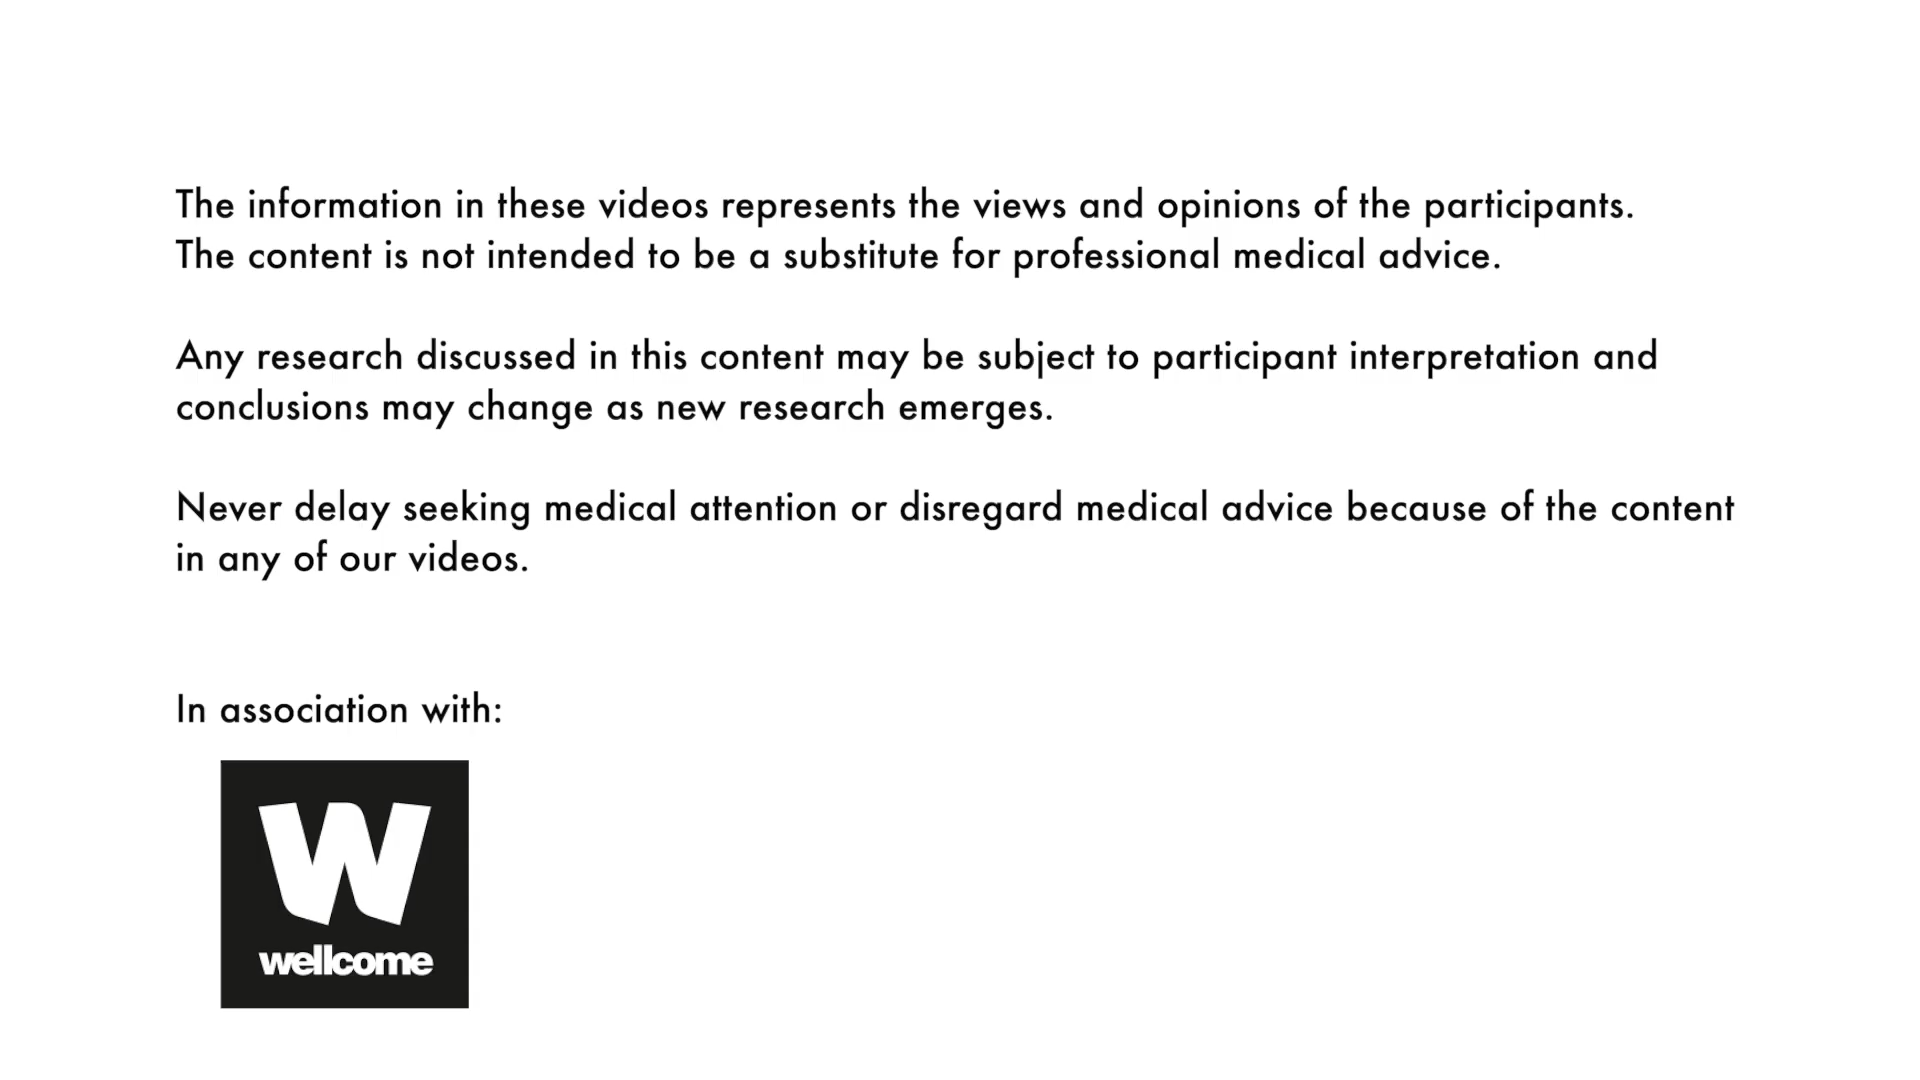 The information in these videos represents the views and opinions of the participants.
The content is not intended to be a substitute for professional medical advice.
Any research discussed in this content may be subject to participant interpretation and
conclusions may change as new research emerges.
Never delay seeking medical attention or disregard medical advice because of the content
in any of our videos.
In association with:
W
wellcome